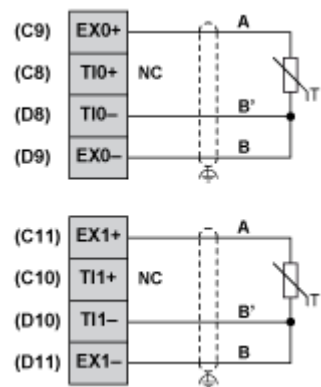 (C9) EX0+ A
(C8) TI0+ NC
(D8) TI0– B'
(D9) EX0– B
T
(C11) EX1+ A
(C10) TI1+ NC
(D10) TI1– B'
(D11) EX1– B
T